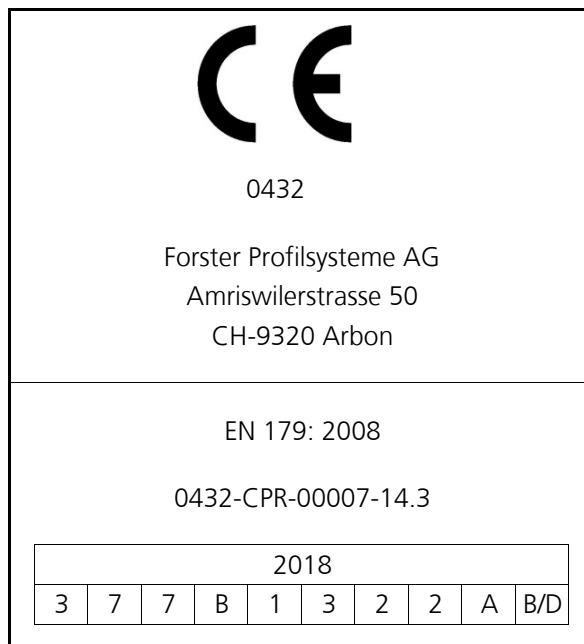 CE
0432
Forster Profilsysteme AG
Amriswilerstrasse 50
CH-9320 Arbon
EN 179: 2008
0432-CPR-00007-14.3
2018
3 7 7 B 1 3 2 2 A B/D